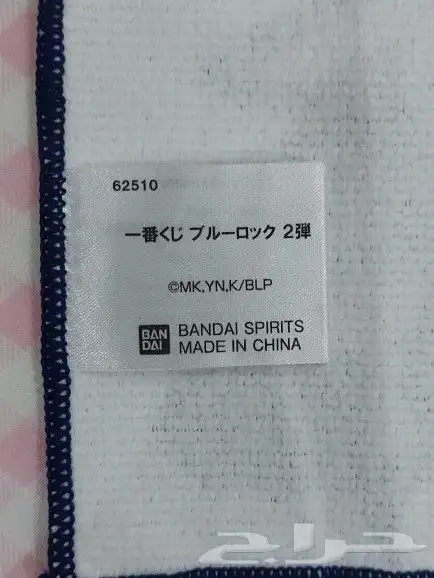 62510
一番くじ ブルーロック 2弾
©MK,YN,K/BLP
BAN
DAI
BANDAI SPIRITS
MADE IN CHINA
حراج